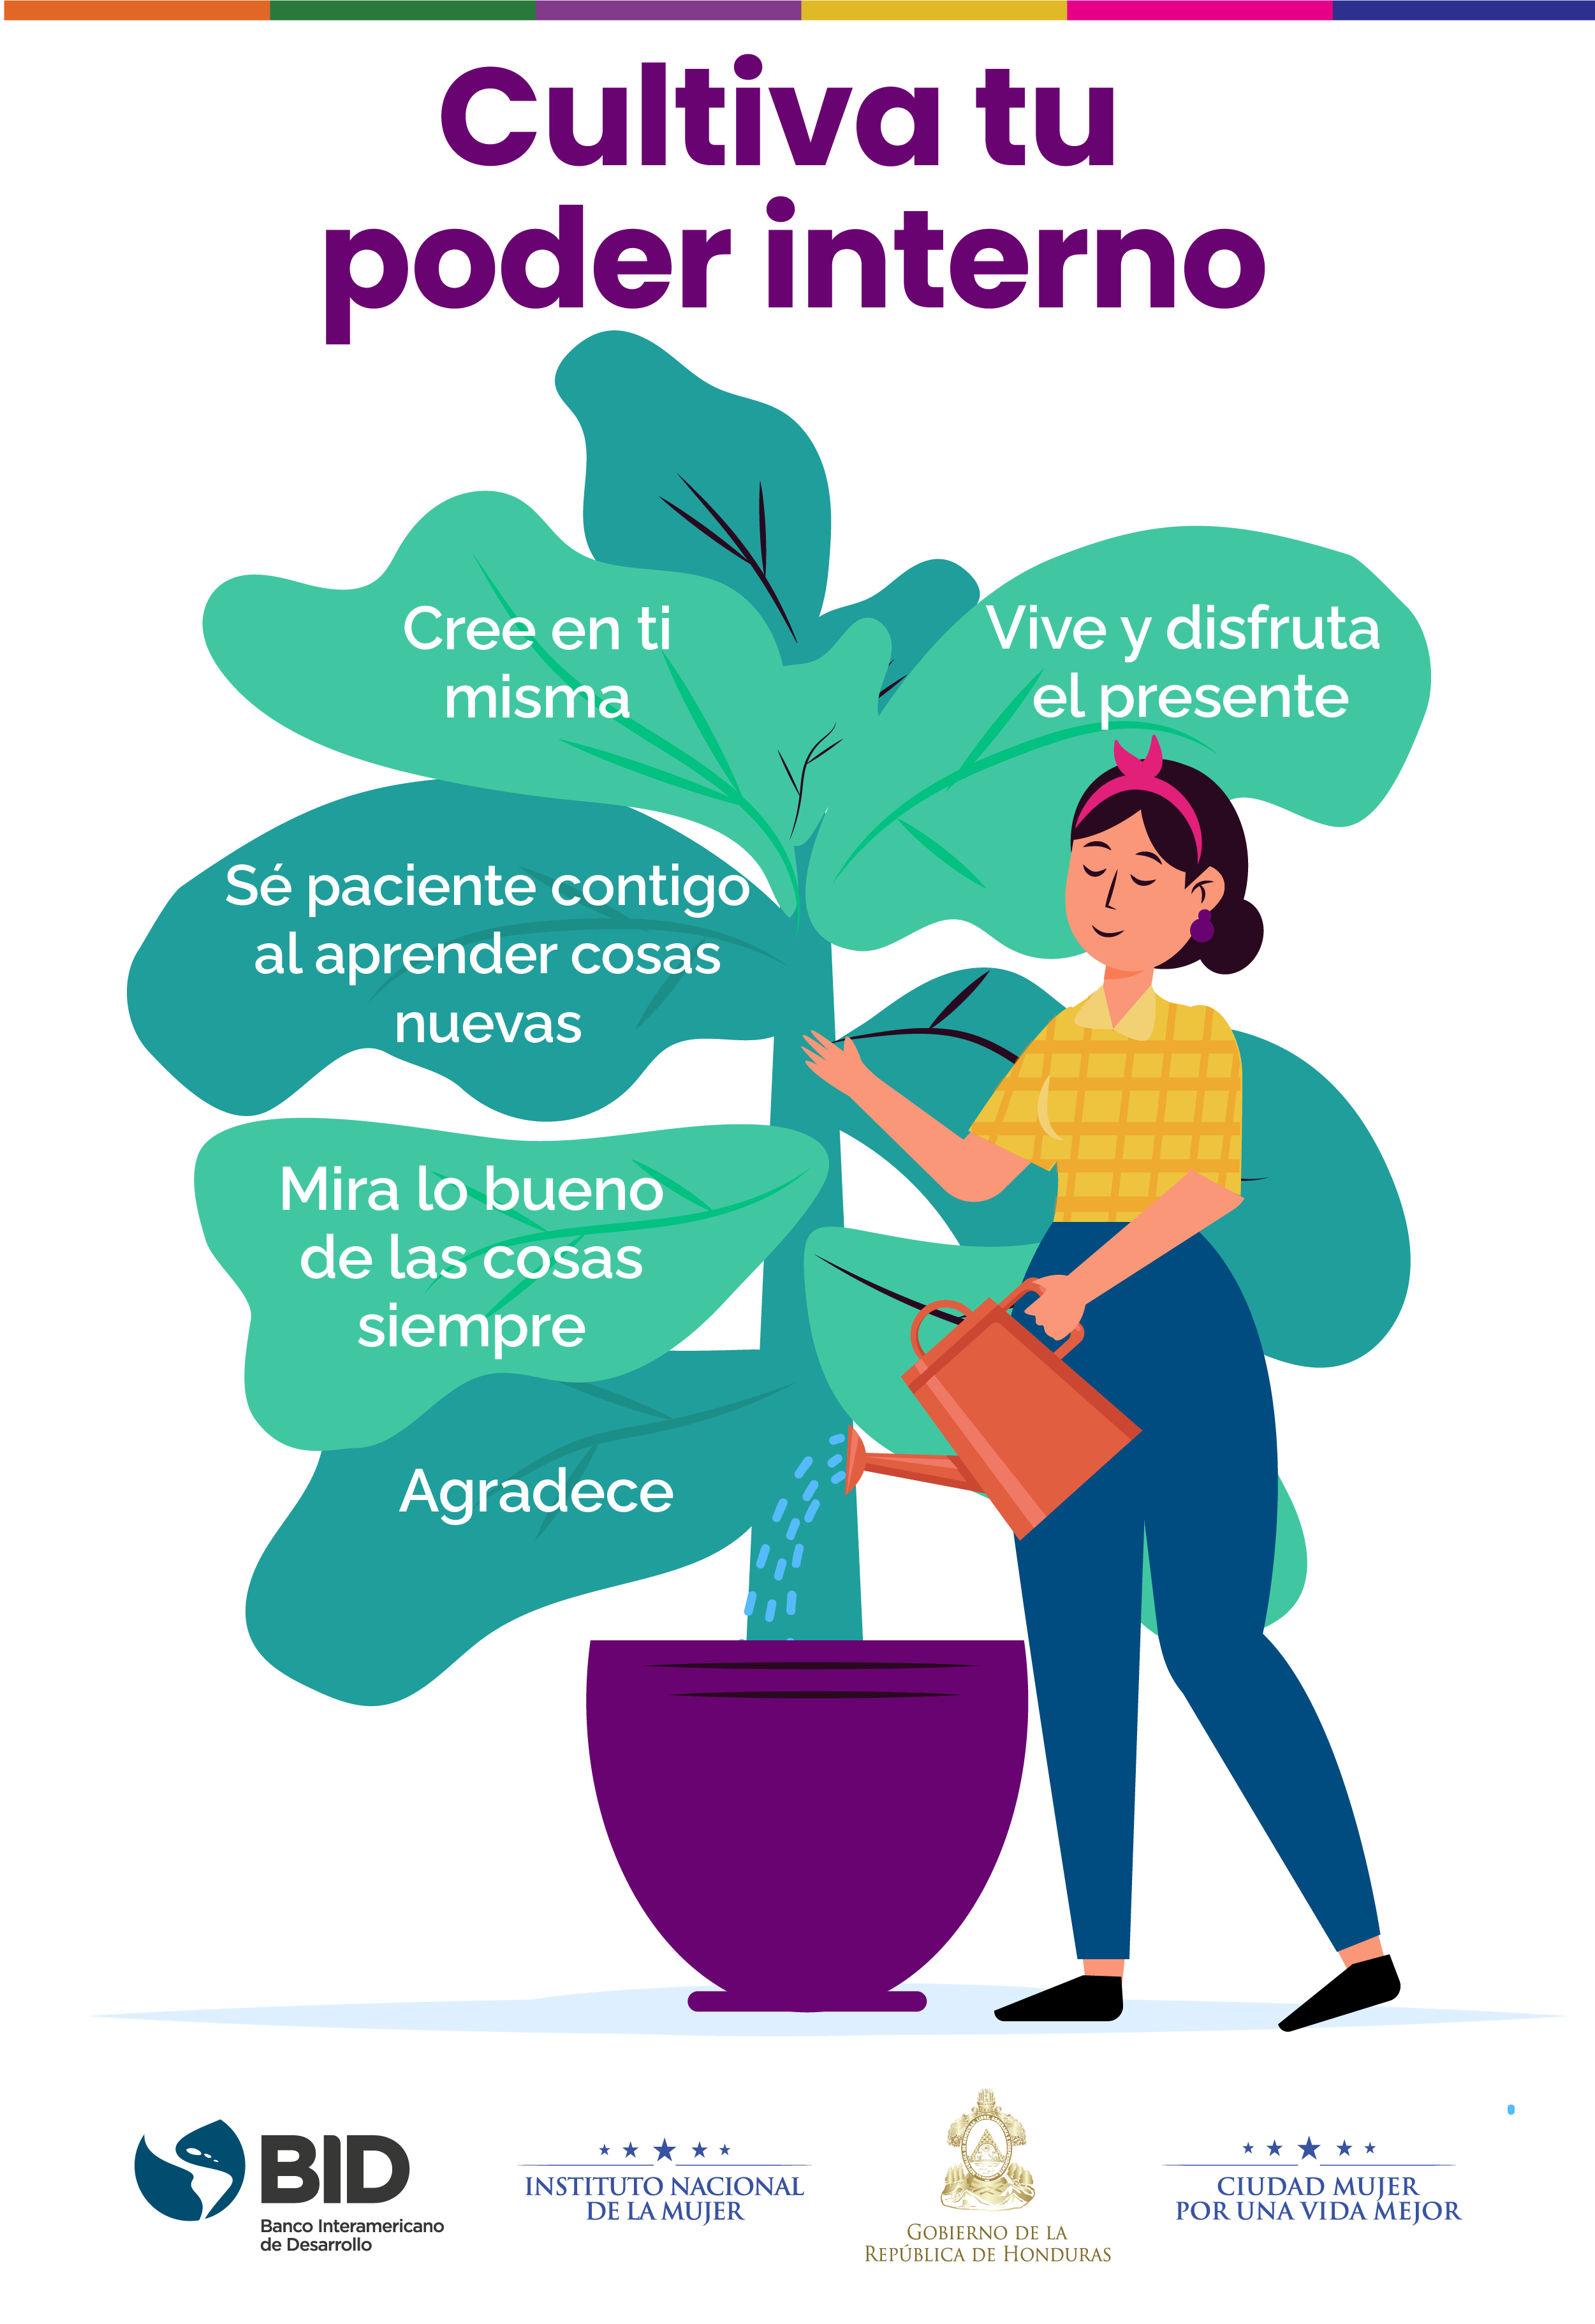 Cultiva tu
poder interno
Cree en ti
misma
Vive y disfruta
el presente
Sé paciente contigo
al aprender cosas
nuevas
Mira lo bueno
de las cosas
siempre
Agradece
BID
Banco Interamericano
de Desarrollo
INSTITUTO NACIONAL
DE LA MUJER
GOBIERNO DE LA
REPÚBLICA DE HONDURAS
CIUDAD MUJER
POR UNA VIDA MEJOR